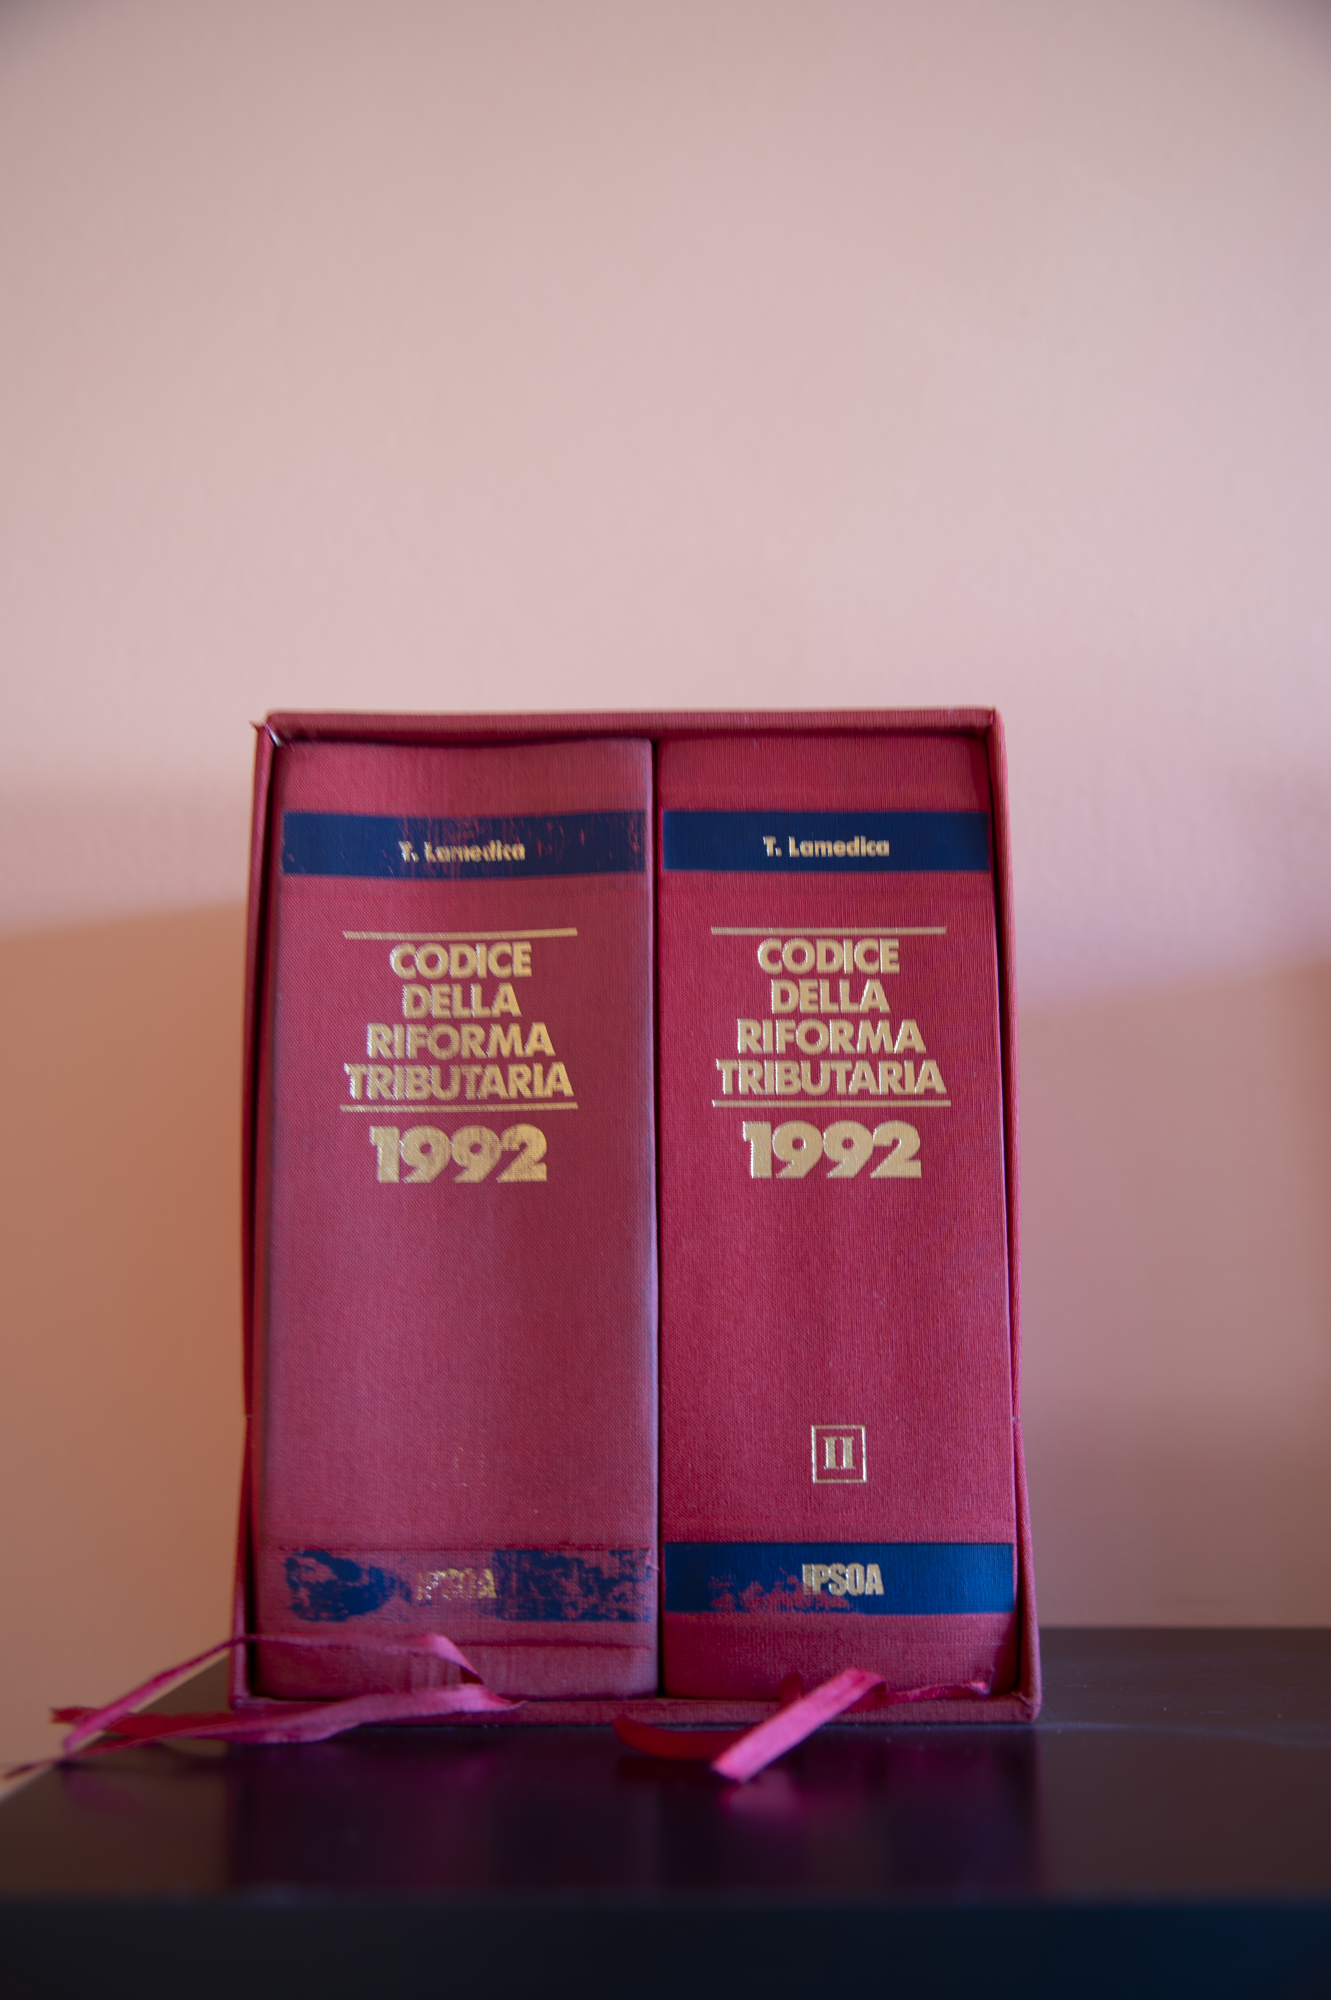 T. Lamedica
CODICE
DELLA
RIFORMA
TRIBUTARIA
1992
IPSOA
T. Lamedica
CODICE
DELLA
RIFORMA
TRIBUTARIA
1992
II
IPSOA